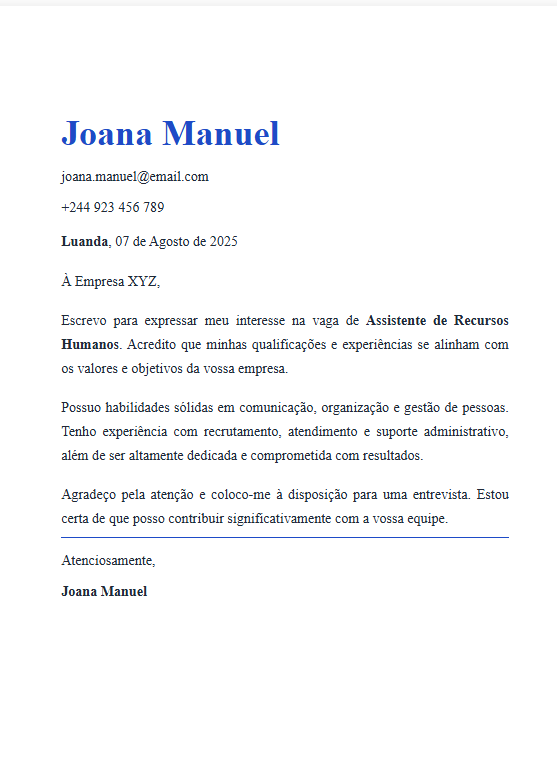 Joana Manuel
joana.manuel@email.com
+244 923 456 789
Luanda, 07 de Agosto de 2025
À Empresa XYZ,
Escrevo para expressar meu interesse na vaga de Assistente de Recursos
Humanos. Acredito que minhas qualificações e experiências se alinham com
os valores e objetivos da vossa empresa.
Possuo habilidades sólidas em comunicação, organização e gestão de pessoas.
Tenho experiência com recrutamento, atendimento e suporte administrativo,
além de ser altamente dedicada e comprometida com resultados.
Agradeço pela atenção e coloco-me à disposição para uma entrevista. Estou
certa de que posso contribuir significativamente com a vossa equipe.
Atenciosamente,
Joana Manuel